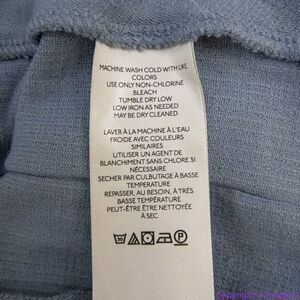 MACHINE WASH COLD WITH LIKE
COLORS
USE ONLY NON-CHLORINE
BLEACH
TUMBLE DRY LOW
LOW IRON AS NEEDED
MAY BE DRY CLEANED
LAVER À LA MACHINE À L'EAU
FROIDE AVEC COULEURS
SIMILAIRES
UTILISER UN AGENT DE
BLANCHIMENT SANS CHLORE SI
NÉCESSAIRE
SECHER PAR CULBUTAGE À BASSE
TEMPERATURE
REPASSER, AU BESOIN, À TRÈS
BASSE TEMPÉRATURE
PEUT-ÊTRE ÊTRE NETTOYÉE
À SEC
30 P